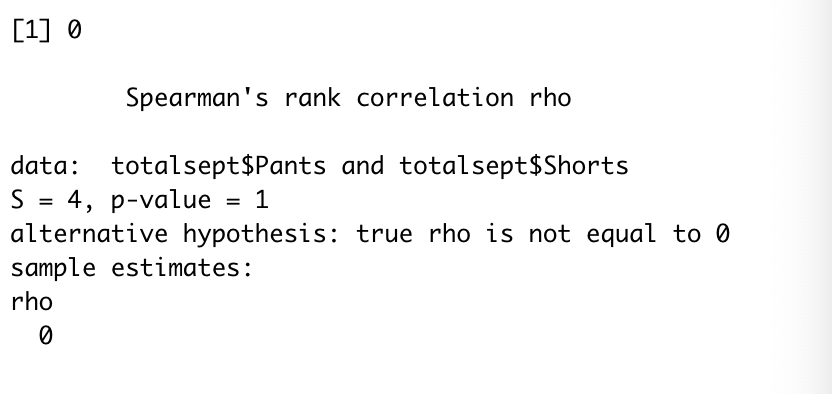 [1] 0
Spearman's rank correlation rho
data:  totalsept$Pants and totalsept$Shorts
S = 4, p-value = 1
alternative hypothesis: true rho is not equal to 0
sample estimates:
rho
0